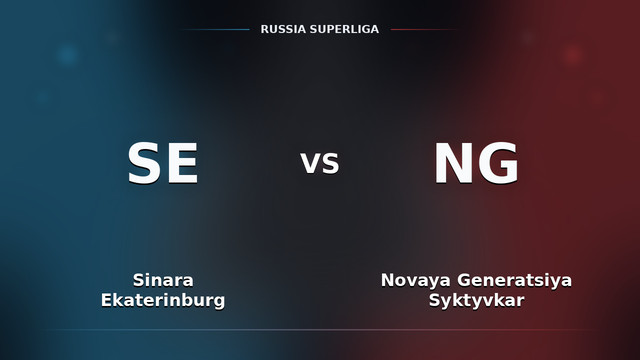 RUSSIA SUPERLIGA
SE
VS
NG
Sinara
Ekaterinburg
Novaya Generatsiya
Syktyvkar